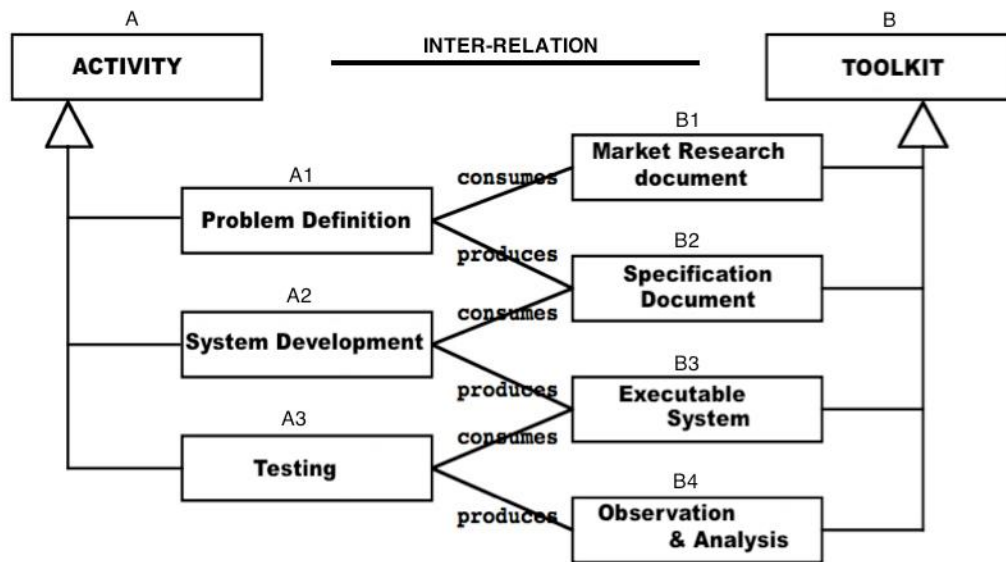 A
B
ACTIVITY
INTER-RELATION
TOOLKIT
B1
Market Research
document
consumes
A1
Problem Definition
produces
B2
Specification
Document
consumes
A2
System Development
produces
B3
Executable
System
consumes
A3
Testing
produces
B4
Observation
& Analysis